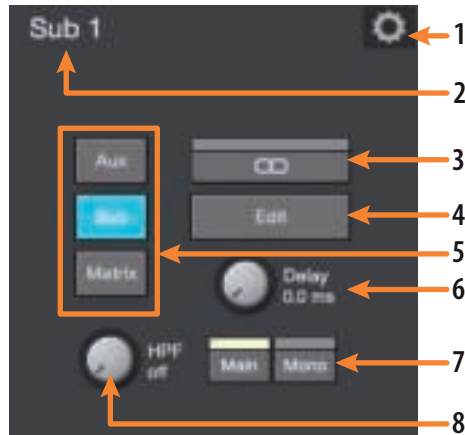 Sub 1
1
2
Aux
3
Sub
Edit
4
5
Matrix
Delay
0.0 ms
6
HPF
off
Main Mono
7
8